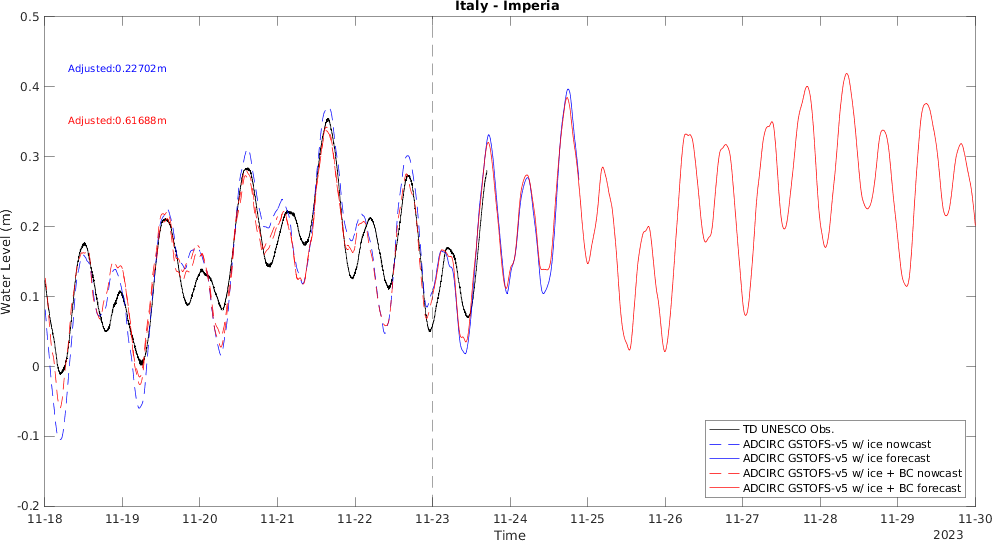 Italy - Imperia
0.5
0.4
0.3
0.2
0.1
0
-0.1
-0.2
Water Level (m)
Adjusted:0.22702m
Adjusted:0.61688m
TD UNESCO Obs.
ADCIRC GSTOFS-v5 w/ ice nowcast
ADCIRC GSTOFS-v5 w/ ice forecast
ADCIRC GSTOFS-v5 w/ ice + BC nowcast
ADCIRC GSTOFS-v5 w/ ice + BC forecast
11-18 11-19 11-20 11-21 11-22 11-23 11-24 11-25 11-26 11-27 11-28 11-29 11-30
Time
2023